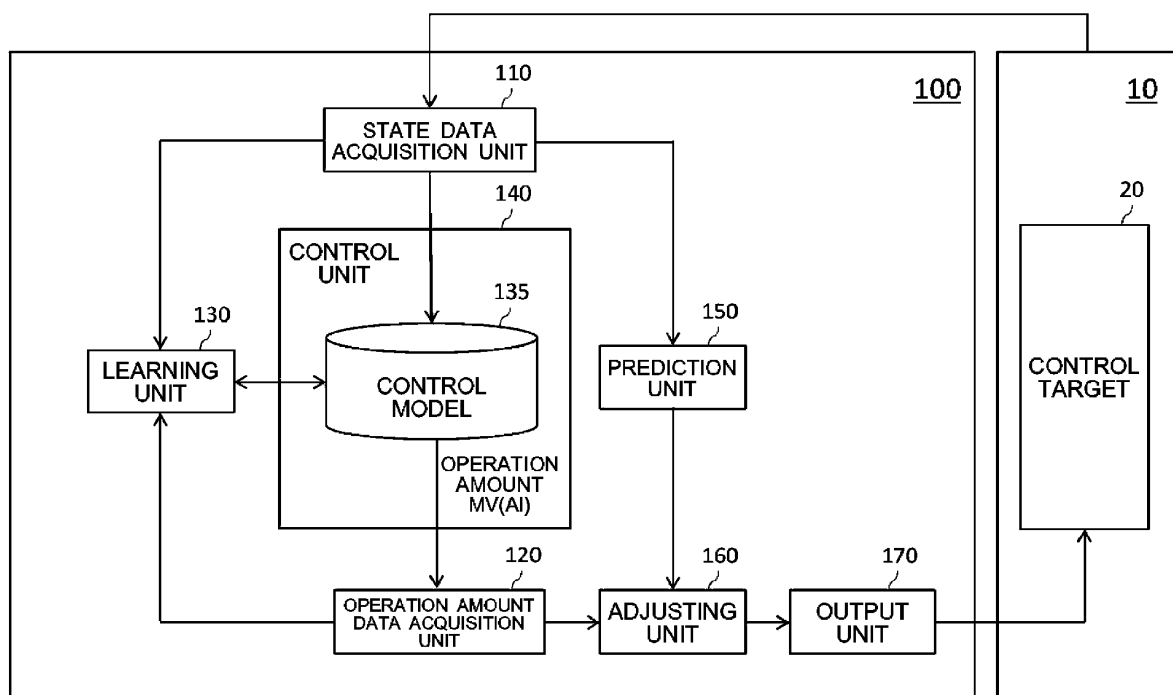 110
100
10
STATE DATA
ACQUISITION UNIT
140
20
CONTROL
UNIT
135
130
150
LEARNING
UNIT
CONTROL
MODEL
PREDICTION
UNIT
CONTROL
TARGET
OPERATION
AMOUNT
MV(AI)
120
160
170
OPERATION AMOUNT
DATA ACQUISITION
UNIT
ADJUSTING
UNIT
OUTPUT
UNIT